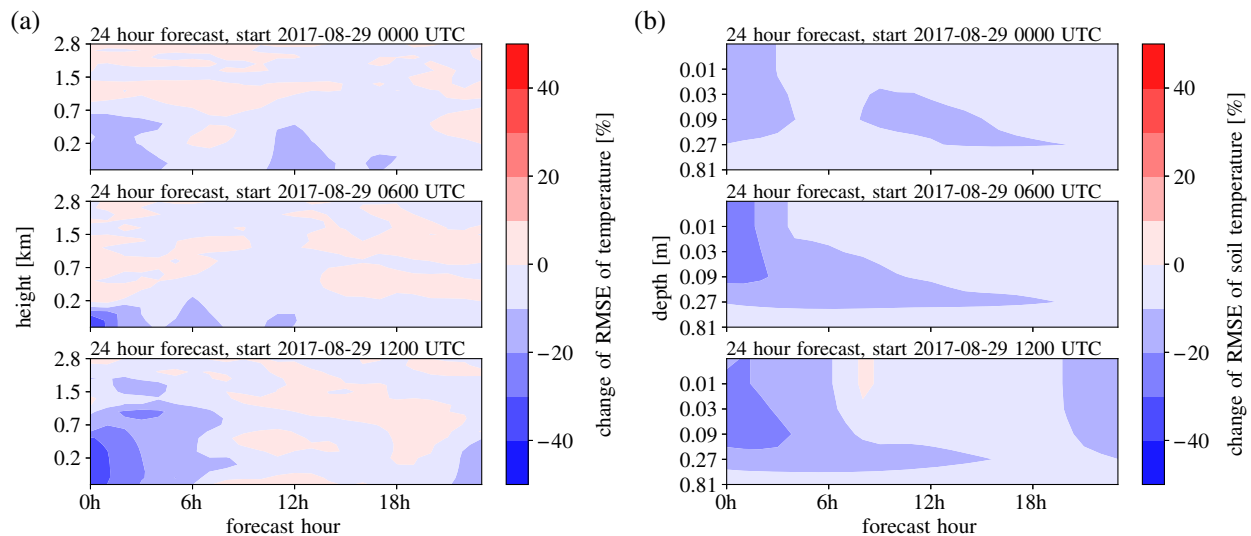 (a)
24 hour forecast, start 2017-08-29 0000 UTC
2.8
1.5
0.7
0.2
24 hour forecast, start 2017-08-29 0600 UTC
2.8
1.5
0.7
0.2
24 hour forecast, start 2017-08-29 1200 UTC
2.8
1.5
0.7
0.2
0h 6h 12h 18h
forecast hour
height [km]
40
20
0
−20
−40
change of RMSE of temperature [%]
(b)
24 hour forecast, start 2017-08-29 0000 UTC
0.01
0.03
0.09
0.27
0.81
24 hour forecast, start 2017-08-29 0600 UTC
0.01
0.03
0.09
0.27
0.81
24 hour forecast, start 2017-08-29 1200 UTC
0.01
0.03
0.09
0.27
0.81
0h 6h 12h 18h
forecast hour
depth [m]
40
20
0
−20
−40
change of RMSE of soil temperature [%]